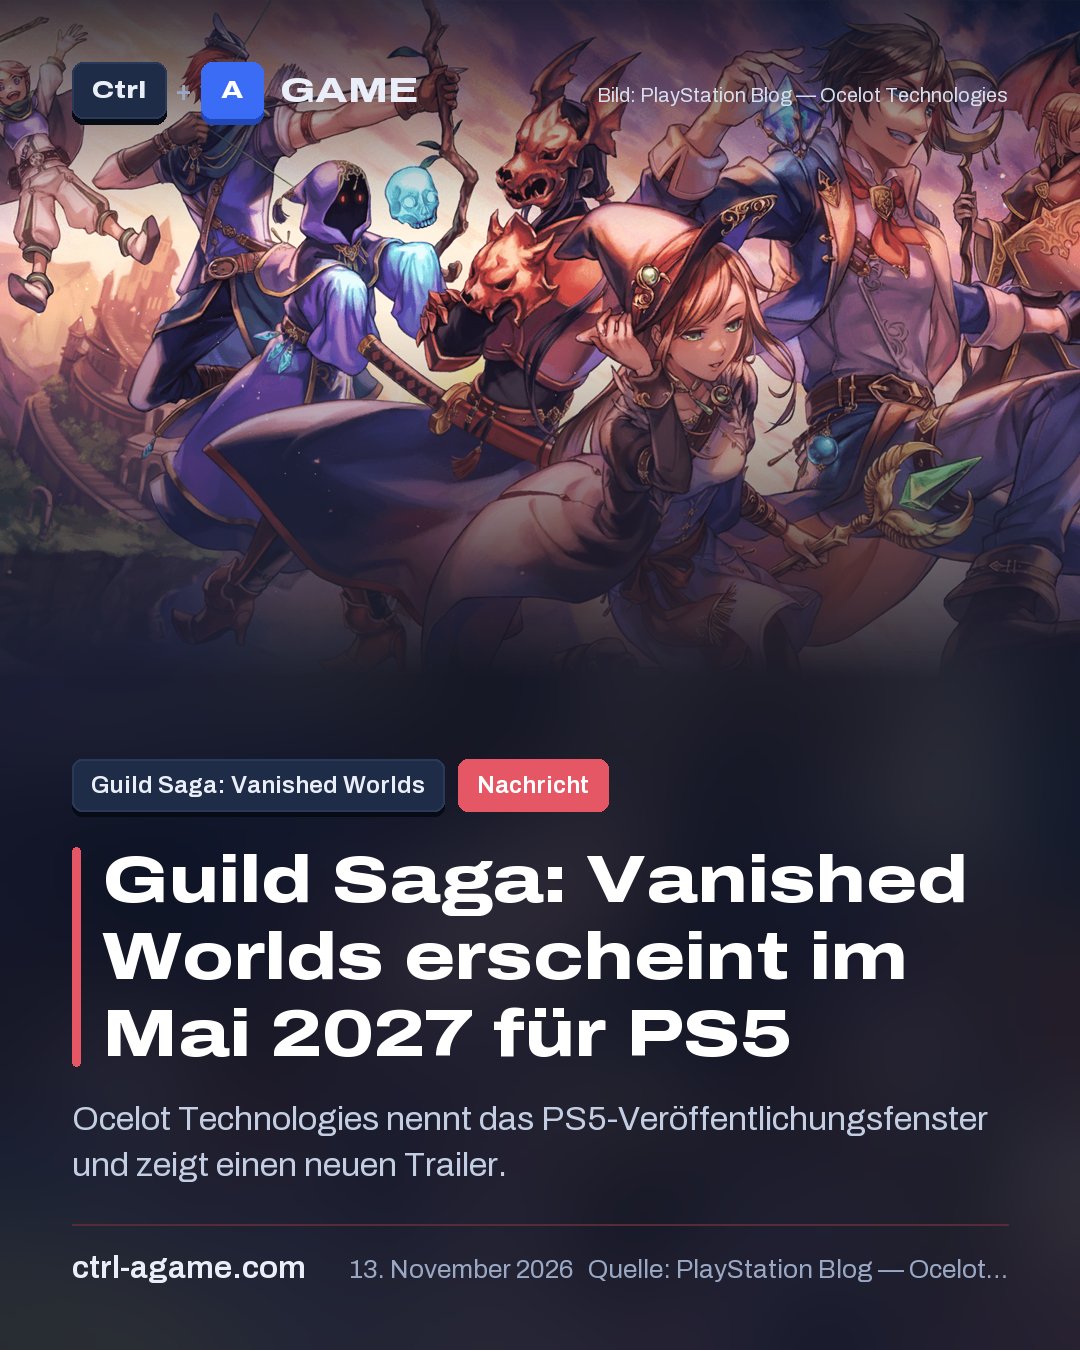 Ctrl + A GAME
Bild: PlayStation Blog — Ocelot Technologies
Guild Saga: Vanished Worlds
Nachricht
Guild Saga: Vanished
Worlds erscheint im
Mai 2027 für PS5
Ocelot Technologies nennt das PS5-Veröffentlichungsfenster
und zeigt einen neuen Trailer.
ctrl-agame.com
13. November 2026 Quelle: PlayStation Blog — Ocelot...